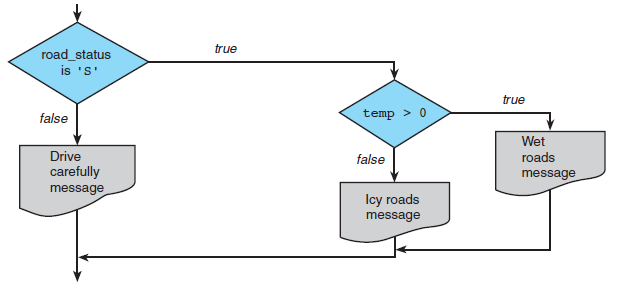 road_status
is 'S'
true
false
Drive
carefully
message
temp > 0
true
false
Wet
roads
message
Icy roads
message